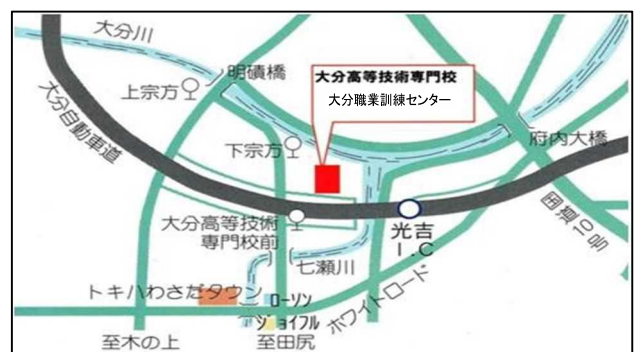 大分川
明磧橋
上宗方
大分自動車道
大分高等技術専門校
大分職業訓練センター
下宗方
府内大橋
国道210号
大分高等技術
専門校前
光吉
I.C
七瀬川
ホワイトロード
トキハわさだタウン
ローソン
ジョイフル
至木の上
至田尻